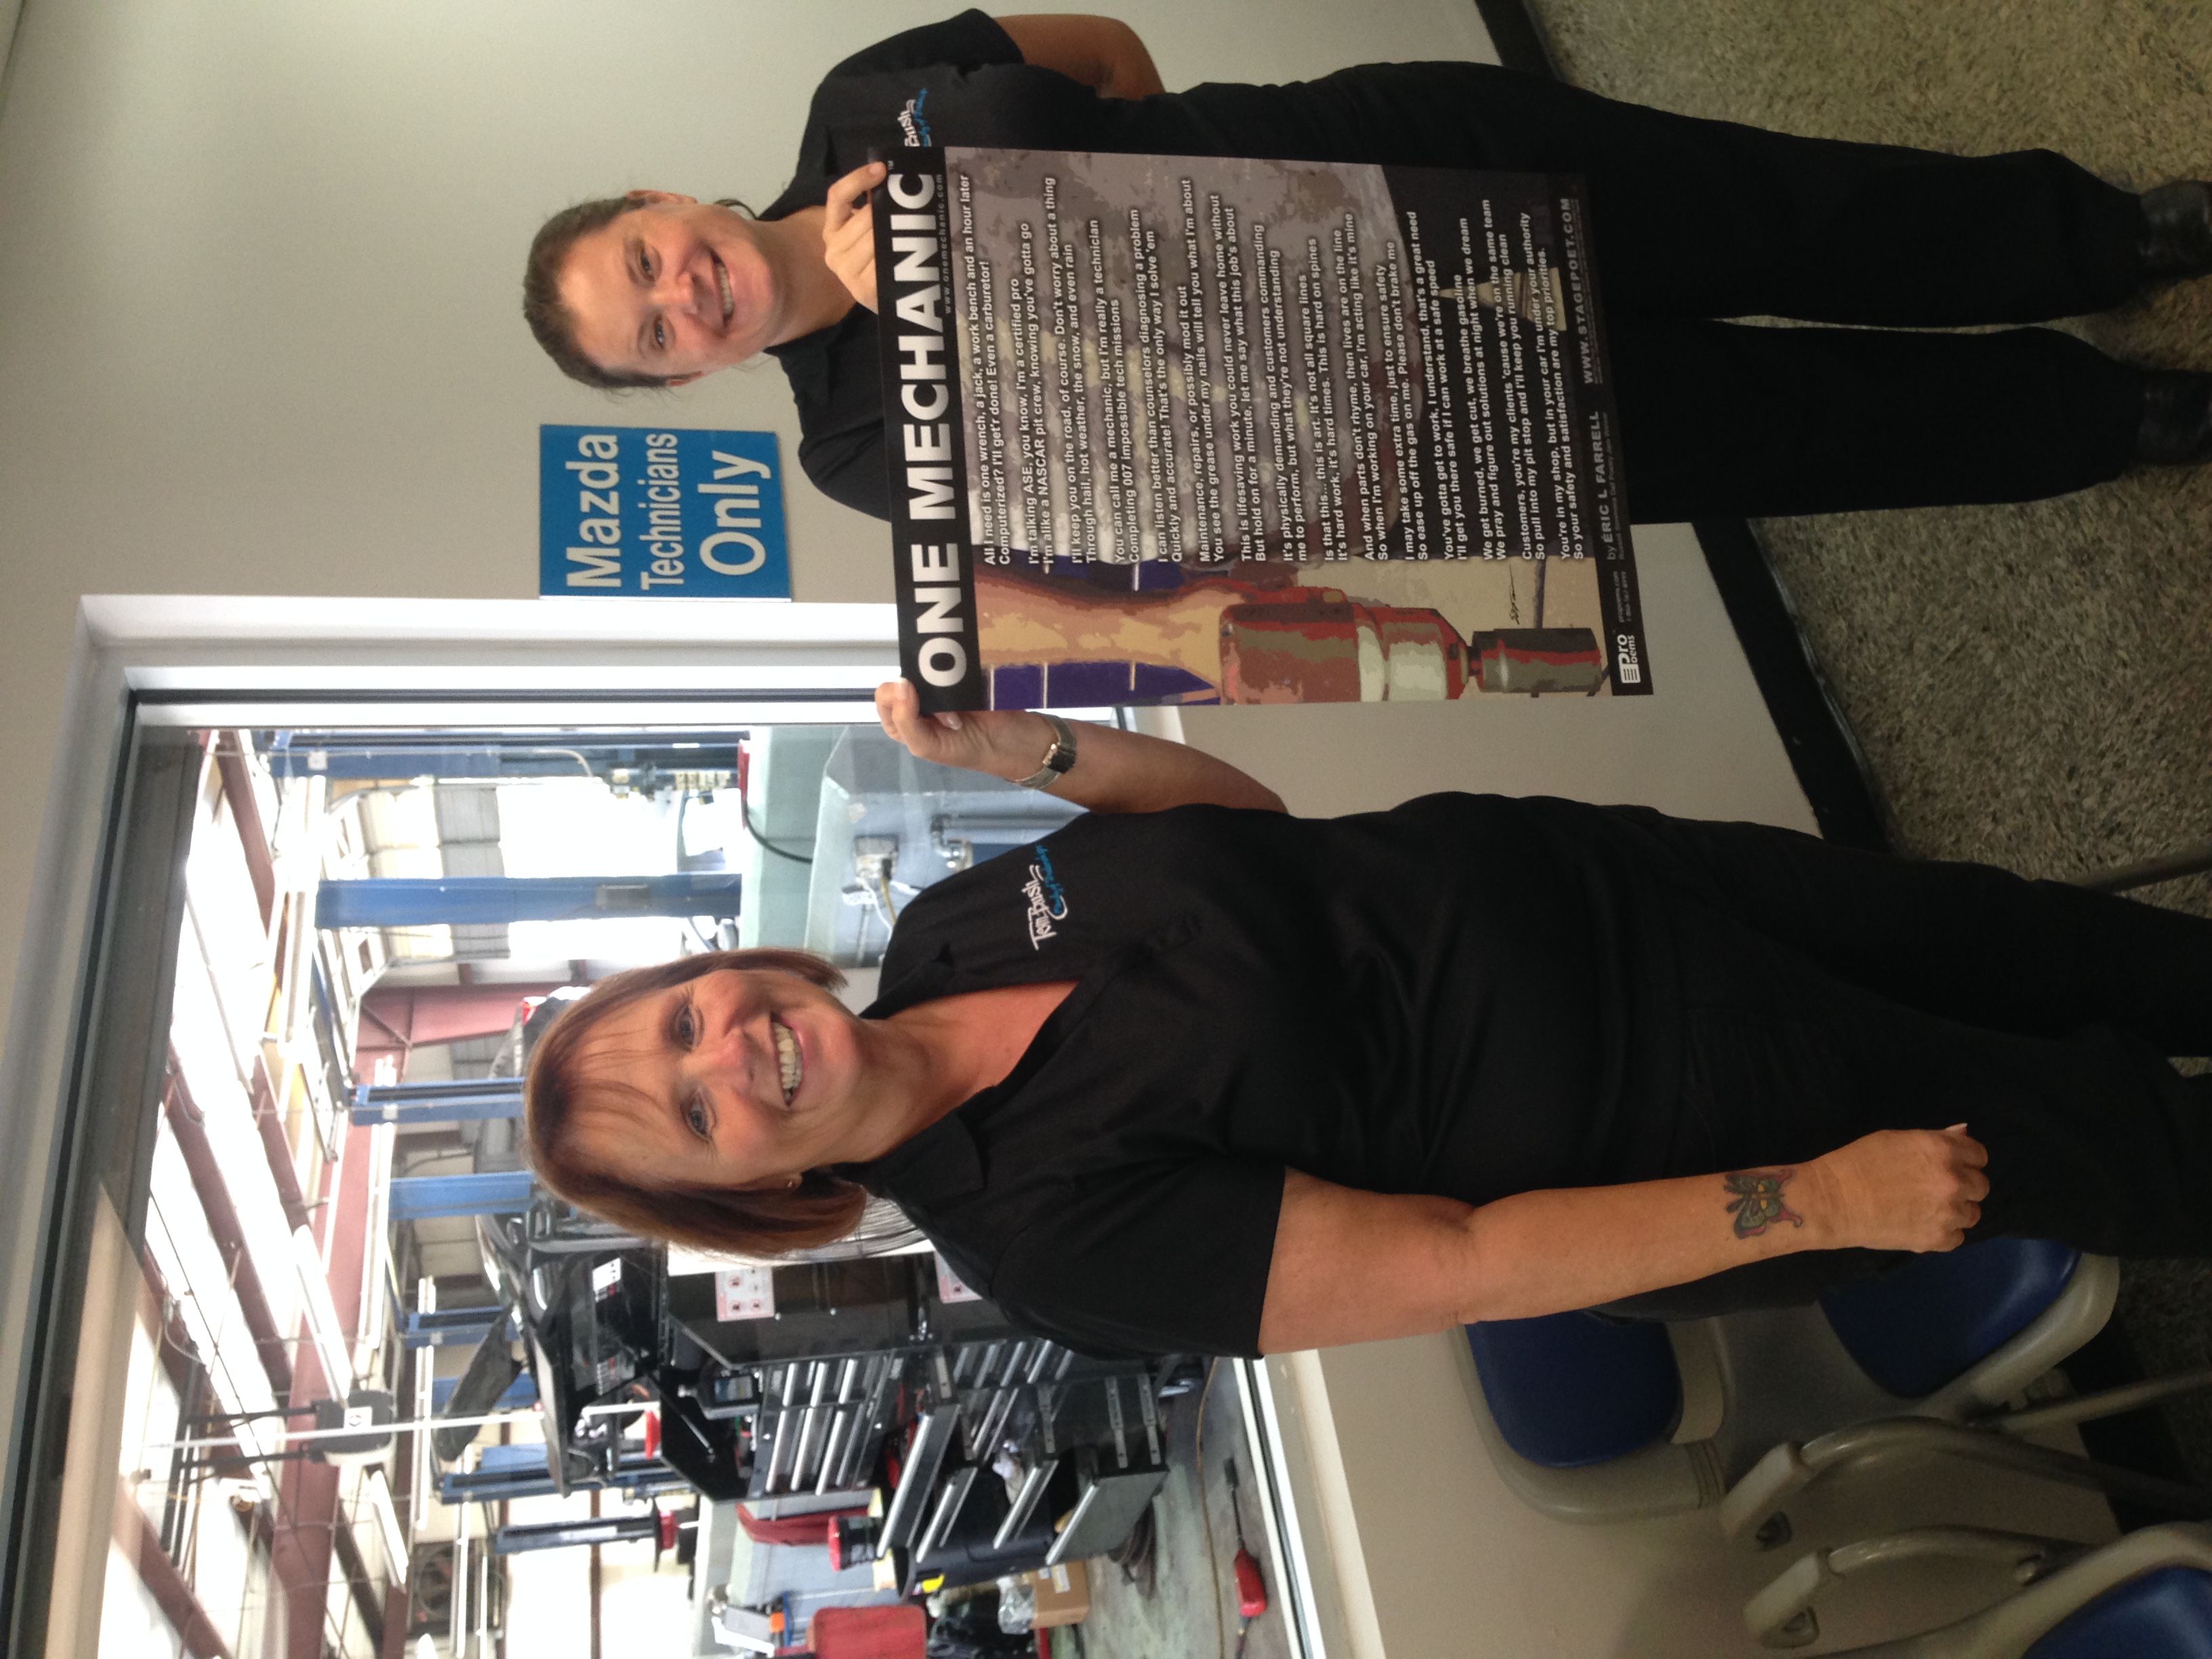 Mazda
Technicians
Only
Tom Bush
Bush
ONE MECHANIC™
www.onemechanic.com
All I need is one wrench, a jack, a work bench and an hour later
Computerized? I'll get'r done! Even a carburetor!
I'm talking ASE, you know, I'm a certified pro
I'm alike a NASCAR pit crew, knowing you've gotta go
I'll keep you on the road, of course. Don't worry about a thing
Through hail, hot weather, the snow, and even rain
You can call me a mechanic, but I'm really a technician
Completing 007 impossible tech missions
I can listen better than counselors diagnosing a problem
Quickly and accurate! That's the only way I solve 'em
Maintenance, repairs, or possibly mod it out
You see the grease under my nails will tell you what I'm about
This is lifesaving work you could never leave home without
But hold on for a minute, let me say what this job's about
It's physically demanding and customers commanding
me to perform, but what they're not understanding
Is that this... this is art. It's not all square lines
It's hard work, it's hard times. This is hard on spines
And when parts don't rhyme, then lives are on the line
So when I'm working on your car, I'm acting like it's mine
I may take some extra time, just to ensure safety
So ease up off the gas on me. Please don't brake me
You've gotta get to work, I understand, that's a great need
I'll get you there safe if I can work at a safe speed
We get burned, we get cut, we breathe gasoline
We pray and figure out solutions at night when we dream
Customers, you're my clients 'cause we're on the same team
So pull into my pit stop and I'll keep you running clean
You're in my shop, but in your car I'm under your authority
So your safety and satisfaction are my top priorities.
pro
oems
by ERIC L FARRELL
WWW.STAGEPOET.COM